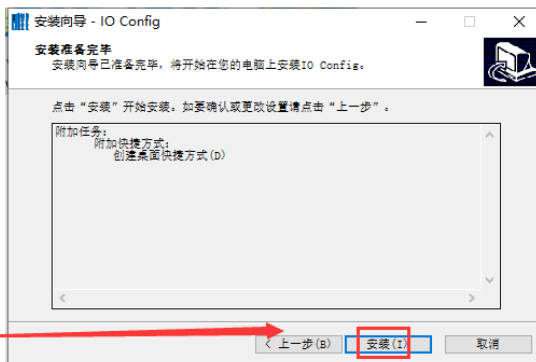 安装向导 - IO Config
安装准备完毕
安装向导已准备完毕，将开始在您的电脑上安装IO Config。
点击“安装”开始安装。如要确认或更改设置请点击“上一步”。
附加任务:
附加快捷方式:
创建桌面快捷方式(D)
< 上一步(B)
安装(I)
取消